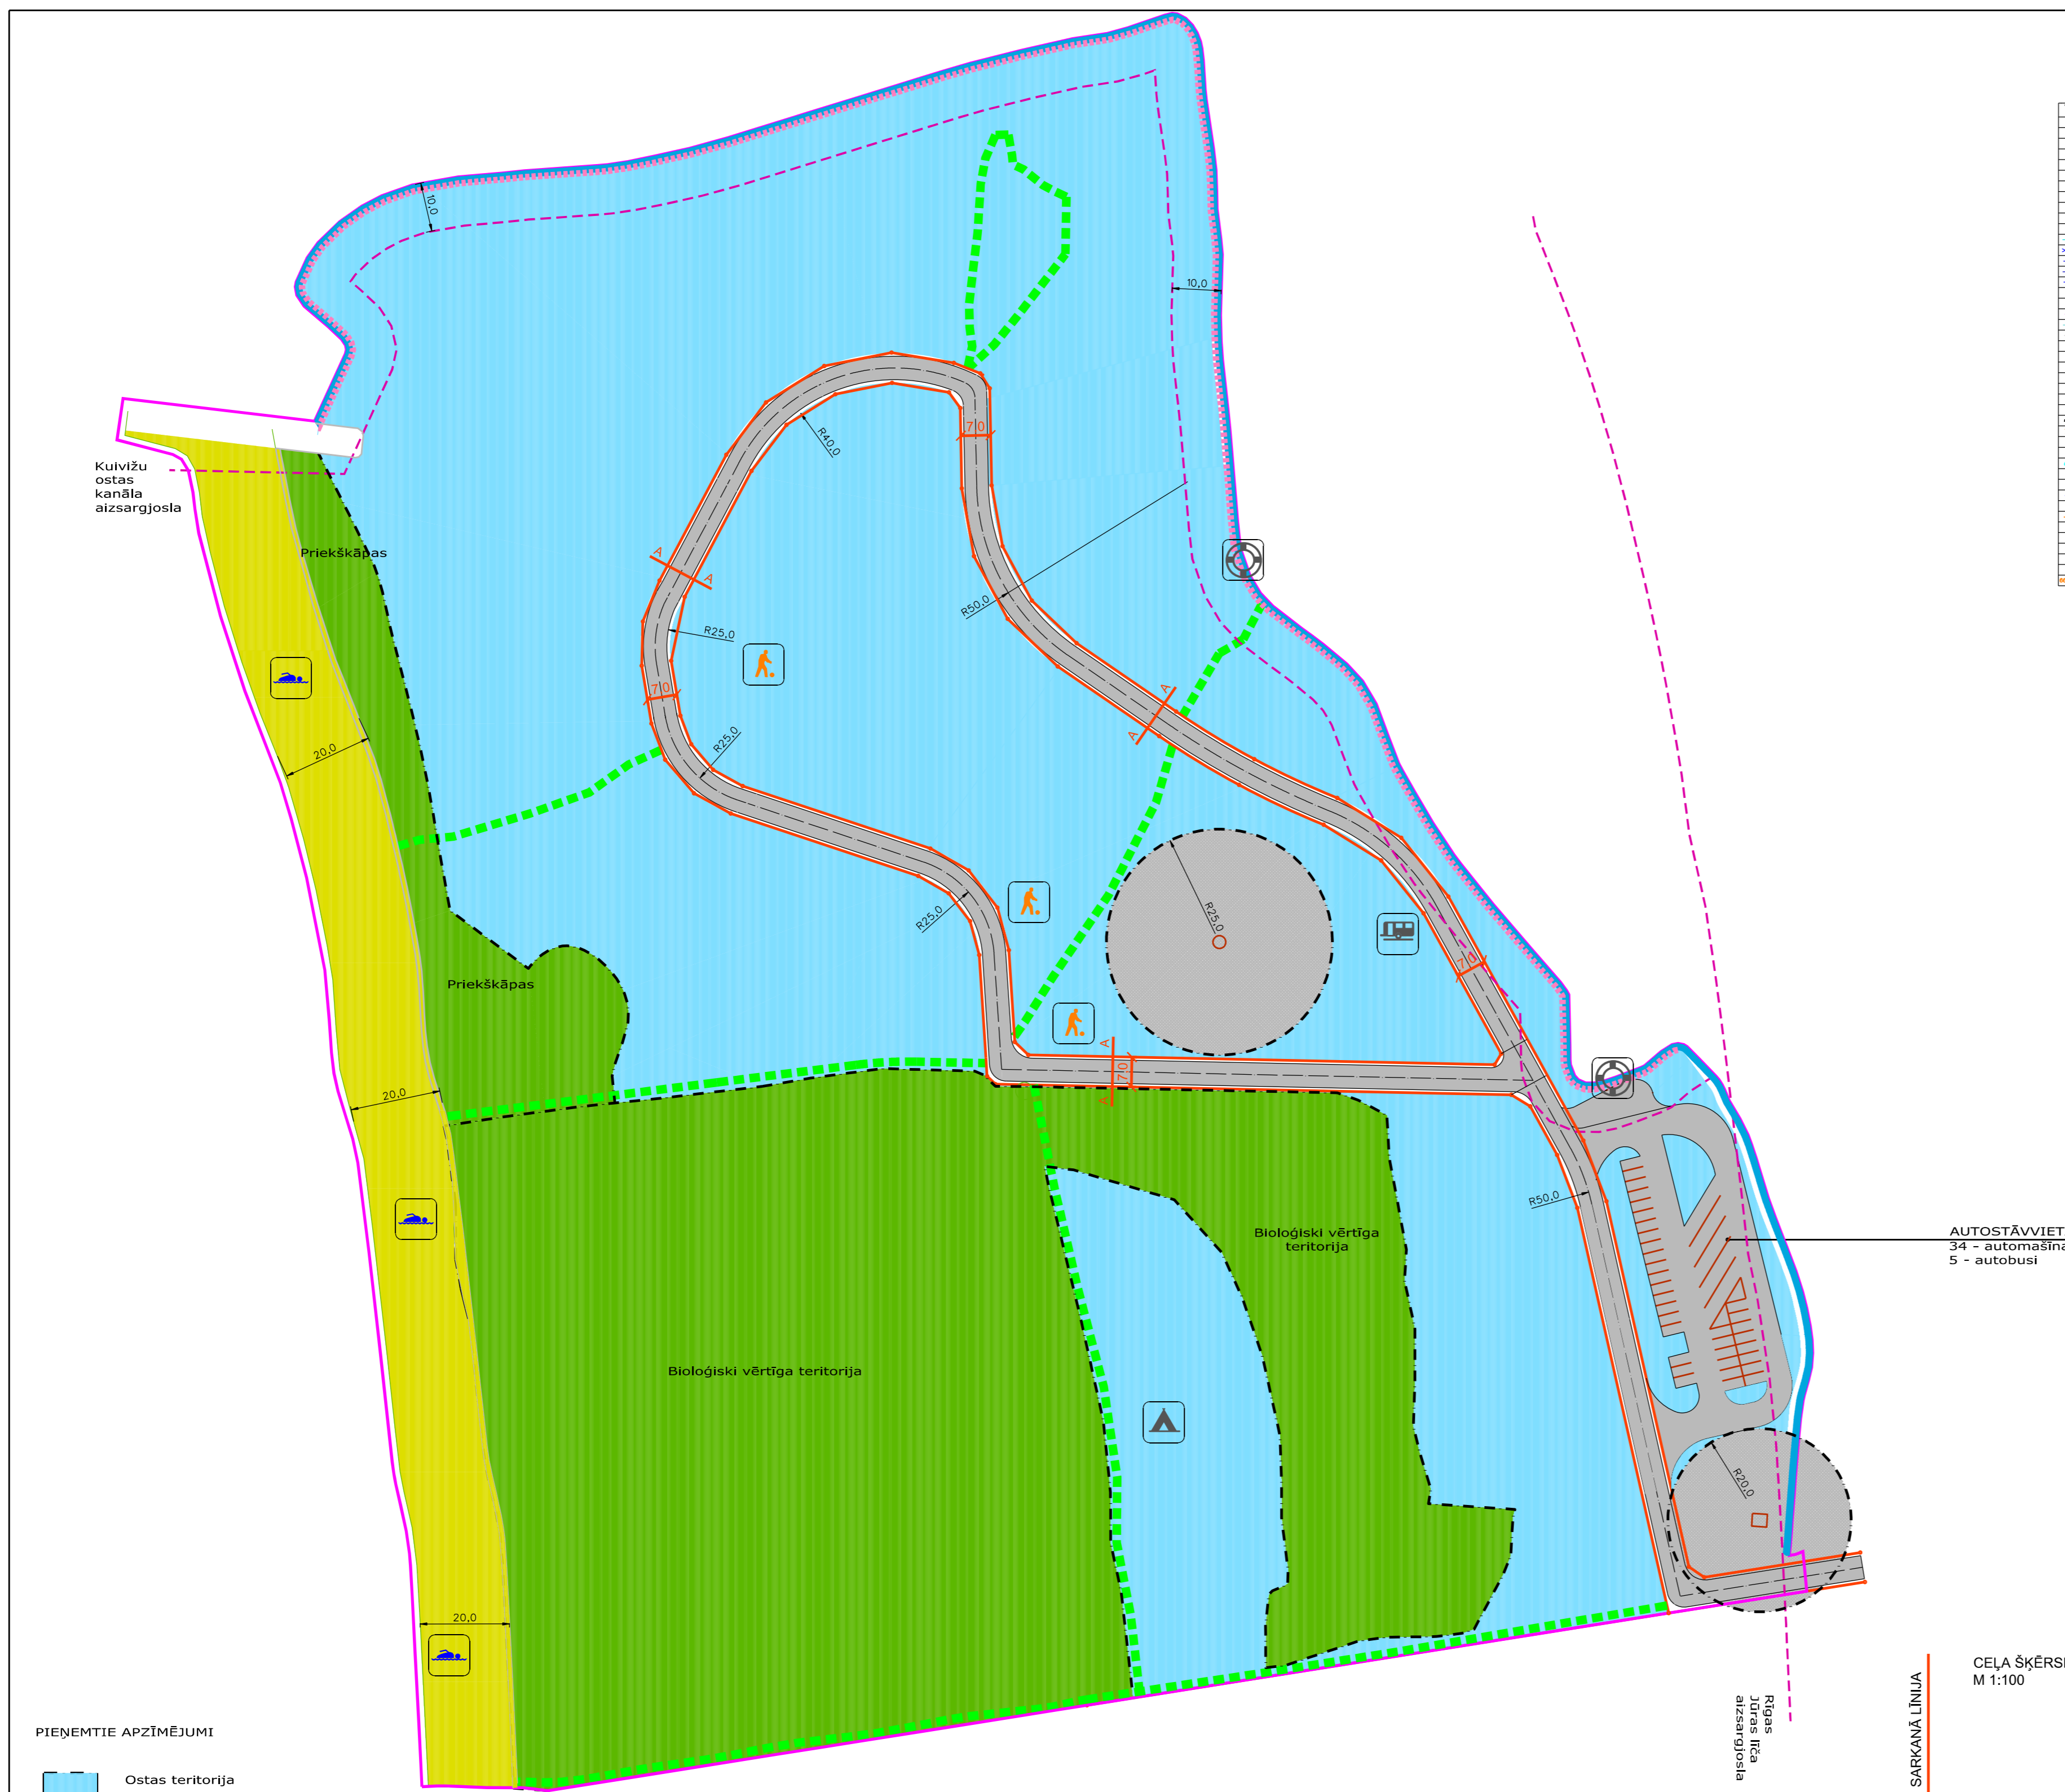 10,0
10,0
7,0
R40,0
Kuivižu
ostas
kanāla
aizsargjosla
Priekškāpas
A
A
R50,0
R25,0
7,0
A
A
R25,0
20,0
R25,0
R25,0
7,0
Priekškāpas
A
7,0
A
20,0
R50,0
Bioloģiski vērtīga
teritorija
AUTOSTĀVVIET
34 - automašīna
5 - autobusi
Bioloģiski vērtīga teritorija
R20,0
20,0
CEĻA ŠĶĒRS
M 1:100
SARKANĀ LĪNIJA
Rīgas
Jūras līča
aizsargjosla
PIEŅEMTIE APZĪMĒJUMI
Ostas teritorija